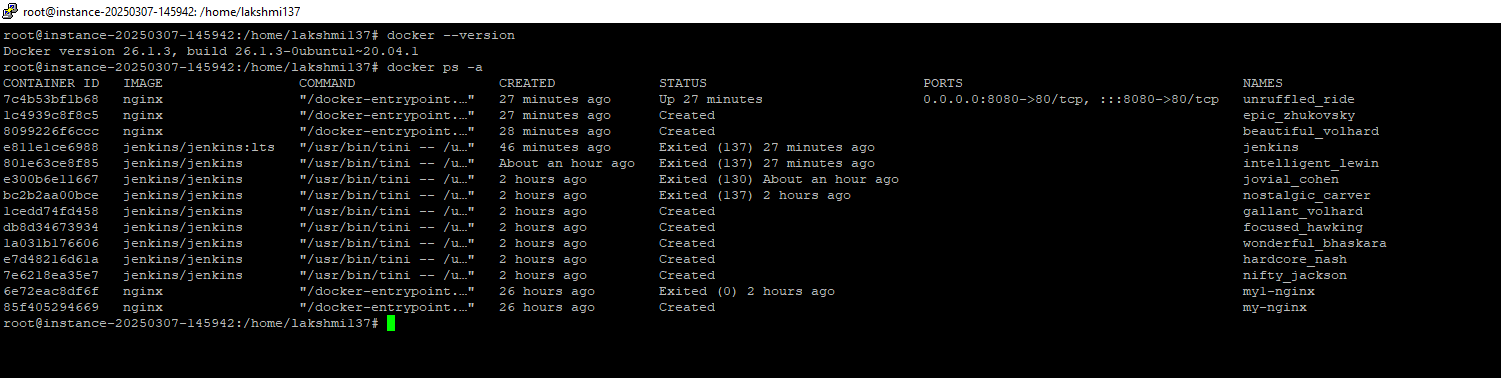 root@instance-20250307-145942: /home/lakshmi137
root@instance-20250307-145942:/home/lakshmi137# docker --version
Docker version 26.1.3, build 26.1.3-0ubuntu1~20.04.1
root@instance-20250307-145942:/home/lakshmi137# docker ps -a
CONTAINER ID   IMAGE                 COMMAND                  CREATED             STATUS                           PORTS                                   NAMES
7c4b53bf1b68   nginx                 "/docker-entrypoint.…"   27 minutes ago      Up 27 minutes                    0.0.0.0:8080->80/tcp, :::8080->80/tcp   unruffled_ride
1c4939c8f8c5   nginx                 "/docker-entrypoint.…"   27 minutes ago      Created                                                                  epic_zhukovsky
8099226f6ccc   nginx                 "/docker-entrypoint.…"   28 minutes ago      Created                                                                  beautiful_volhard
e811e1ce6988   jenkins/jenkins:lts   "/usr/bin/tini -- /u…"   46 minutes ago      Exited (137) 27 minutes ago                                              jenkins
801e63ce8f85   jenkins/jenkins       "/usr/bin/tini -- /u…"   About an hour ago   Exited (137) 27 minutes ago                                              intelligent_lewin
e300b6e11667   jenkins/jenkins       "/usr/bin/tini -- /u…"   2 hours ago         Exited (130) About an hour ago                                           jovial_cohen
bc2b2aa00bce   jenkins/jenkins       "/usr/bin/tini -- /u…"   2 hours ago         Exited (137) 2 hours ago                                                 nostalgic_carver
1cedd74fd458   jenkins/jenkins       "/usr/bin/tini -- /u…"   2 hours ago         Created                                                                  gallant_volhard
db8d34673934   jenkins/jenkins       "/usr/bin/tini -- /u…"   2 hours ago         Created                                                                  focused_hawking
1a031b176606   jenkins/jenkins       "/usr/bin/tini -- /u…"   2 hours ago         Created                                                                  wonderful_bhaskara
e7d48216d61a   jenkins/jenkins       "/usr/bin/tini -- /u…"   2 hours ago         Created                                                                  hardcore_nash
7e6218ea35e7   jenkins/jenkins       "/usr/bin/tini -- /u…"   2 hours ago         Created                                                                  nifty_jackson
6e72eac8df6f   nginx                 "/docker-entrypoint.…"   26 hours ago        Exited (0) 2 hours ago                                                   my1-nginx
85f405294669   nginx                 "/docker-entrypoint.…"   26 hours ago        Created                                                                  my-nginx
root@instance-20250307-145942:/home/lakshmi137#